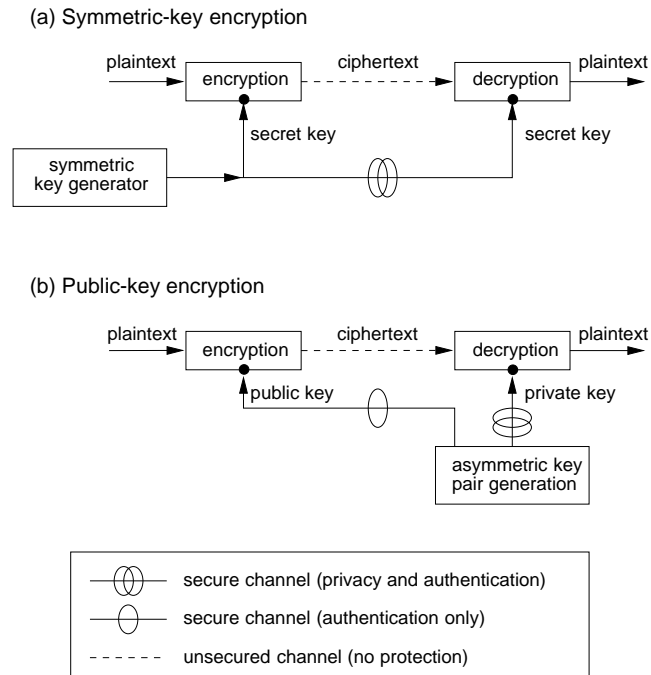 (a) Symmetric-key encryption
plaintext
encryption
ciphertext
decryption
plaintext
secret key
secret key
symmetric
key generator
(b) Public-key encryption
plaintext
encryption
ciphertext
decryption
plaintext
public key
private key
asymmetric key
pair generation
secure channel (privacy and authentication)
secure channel (authentication only)
unsecured channel (no protection)